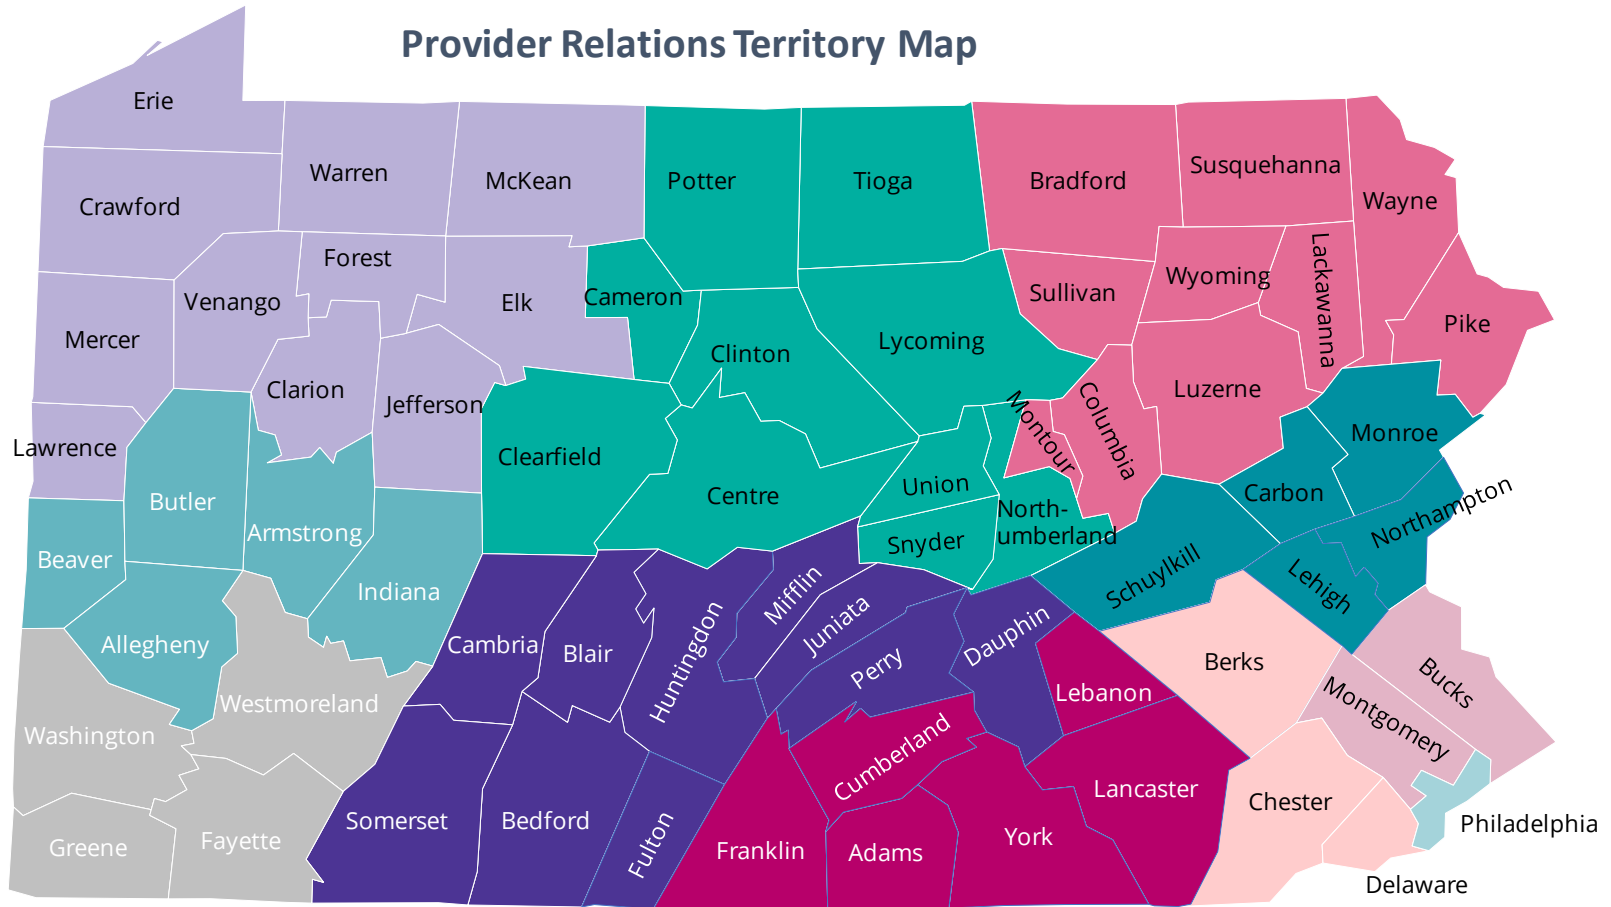 Provider Relations Territory Map
Erie
Warren
McKean
Potter
Tioga
Bradford
Susquehanna
Wayne
Crawford
Forest
Venango
Elk
Cameron
Sullivan
Wyoming
Lackawanna
Pike
Mercer
Clarion
Jefferson
Clinton
Lycoming
Luzerne
Montour
Columbia
Lawrence
Butler
Clearfield
Centre
Union
North-
umberland
Carbon
Monroe
Northampton
Armstrong
Beaver
Indiana
Snyder
Schuylkill
Lehigh
Allegheny
Cambria
Blair
Huntingdon
Mifflin
Juniata
Perry
Dauphin
Berks
Bucks
Westmoreland
Washington
Lebanon
Montgomery
Cumberland
Lancaster
Chester
Philadelphia
Greene
Fayette
Somerset
Bedford
Fulton
Franklin
Adams
York
Delaware